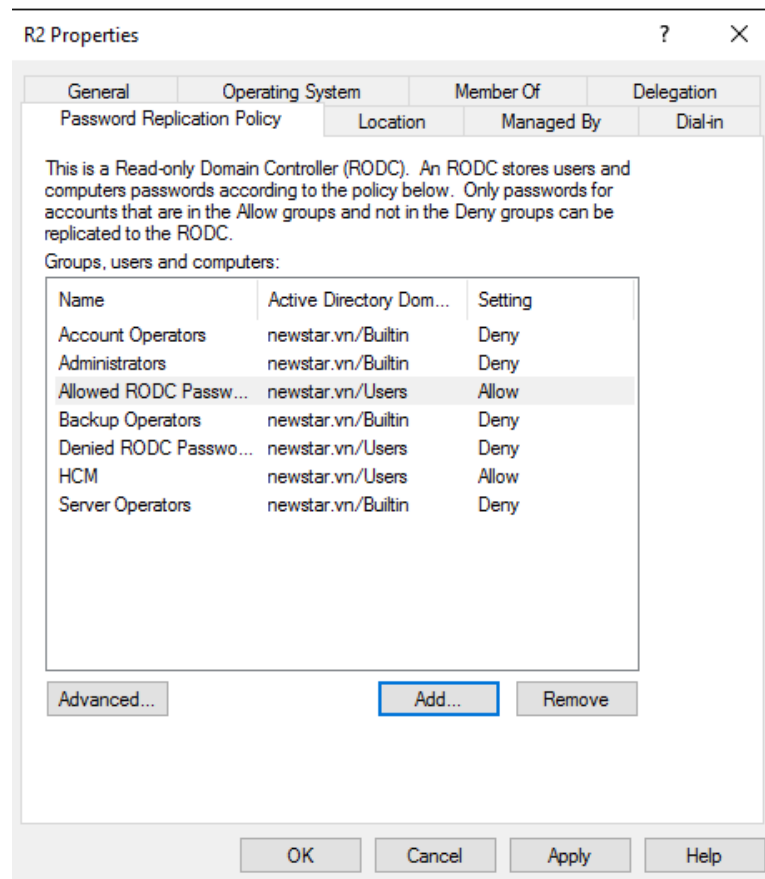 R2 Properties ? ×
General Operating System Member Of Delegation
Password Replication Policy Location Managed By Dial-in
This is a Read-only Domain Controller (RODC). An RODC stores users and
computers passwords according to the policy below. Only passwords for
accounts that are in the Allow groups and not in the Deny groups can be
replicated to the RODC.
Groups, users and computers:
Name Active Directory Dom... Setting
Account Operators newstar.vn/Builtin Deny
Administrators newstar.vn/Builtin Deny
Allowed RODC Passw... newstar.vn/Users Allow
Backup Operators newstar.vn/Builtin Deny
Denied RODC Passwo... newstar.vn/Users Deny
HCM newstar.vn/Users Allow
Server Operators newstar.vn/Builtin Deny
Advanced... Add... Remove
OK Cancel Apply Help